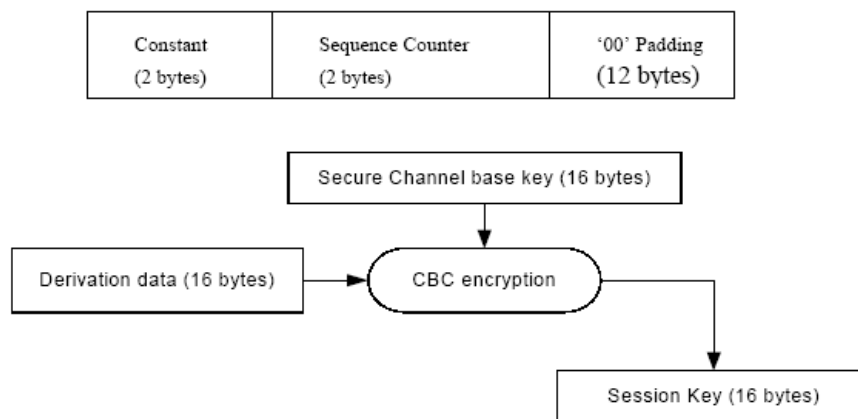 Constant
(2 bytes)
Sequence Counter
(2 bytes)
‘00’ Padding
(12 bytes)
Secure Channel base key (16 bytes)
Derivation data (16 bytes)
CBC encryption
Session Key (16 bytes)